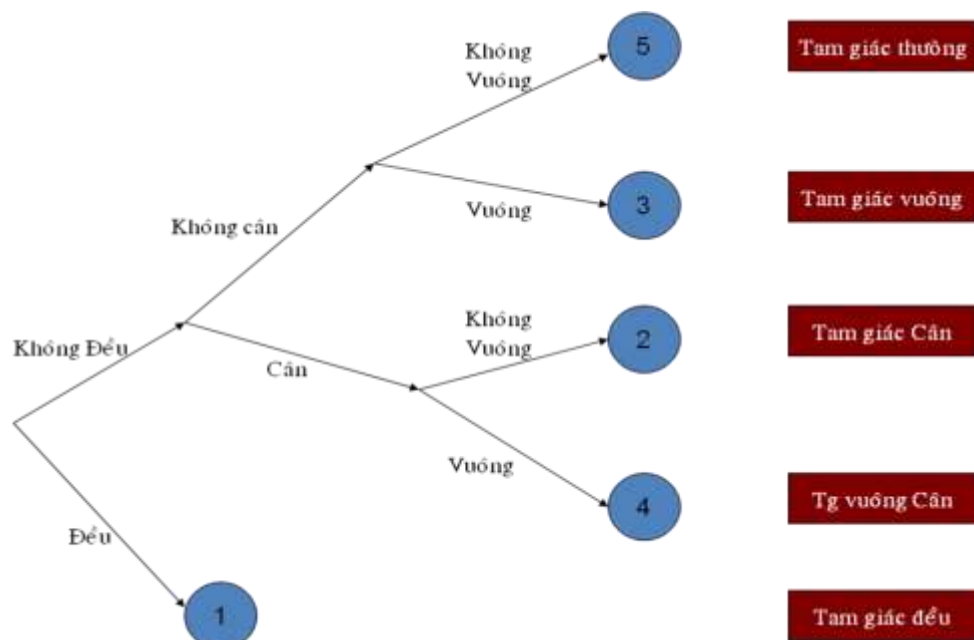 Không
Vuông
5
Tam giác thường
Không cân
Vuông
3
Tam giác vuông
Không Đều
Cân
Không
Vuông
2
Tam giác Cân
Vuông
4
Tg vuông Cân
Đều
1
Tam giác đều